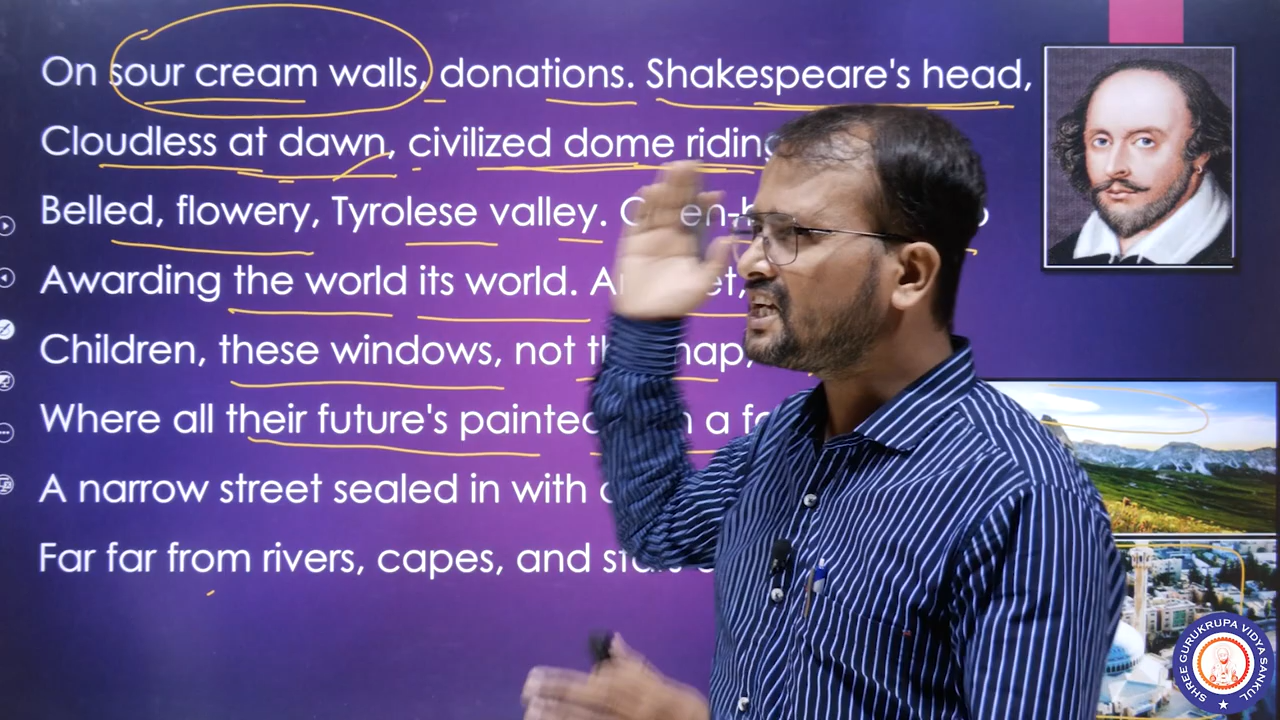 On sour cream walls, donations. Shakespeare's head,
Cloudless at dawn, civilized dome riding
Belled, flowery, Tyrolese valley.
Awarding the world its world.
Children, these windows, not
Where all their future's painted a
A narrow street sealed in with
Far far from rivers, capes, and
SHREE GURUKRUPA VIDYA SANKUL